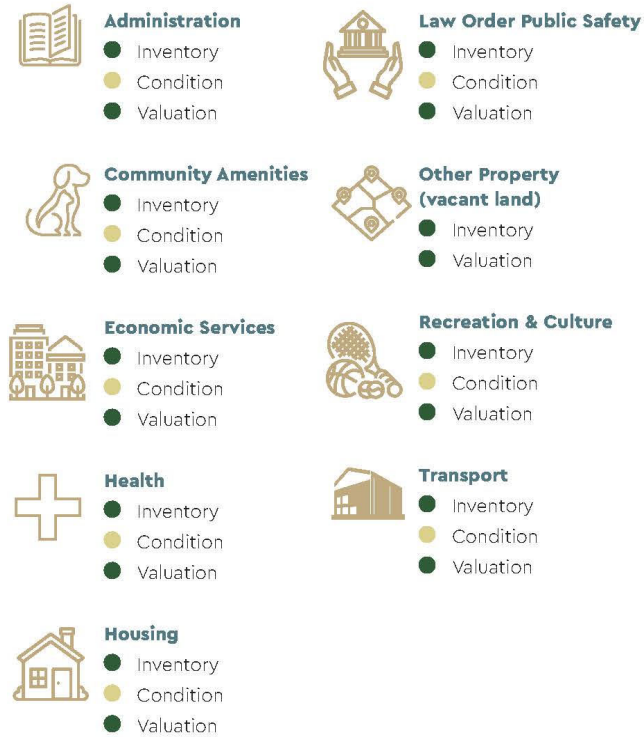 Administration
Inventory
Condition
Valuation
Community Amenities
Inventory
Condition
Valuation
Economic Services
Inventory
Condition
Valuation
Health
Inventory
Condition
Valuation
Housing
Inventory
Condition
Valuation
Law Order Public Safety
Inventory
Condition
Valuation
Other Property
(vacant land)
Inventory
Valuation
Recreation & Culture
Inventory
Condition
Valuation
Transport
Inventory
Condition
Valuation